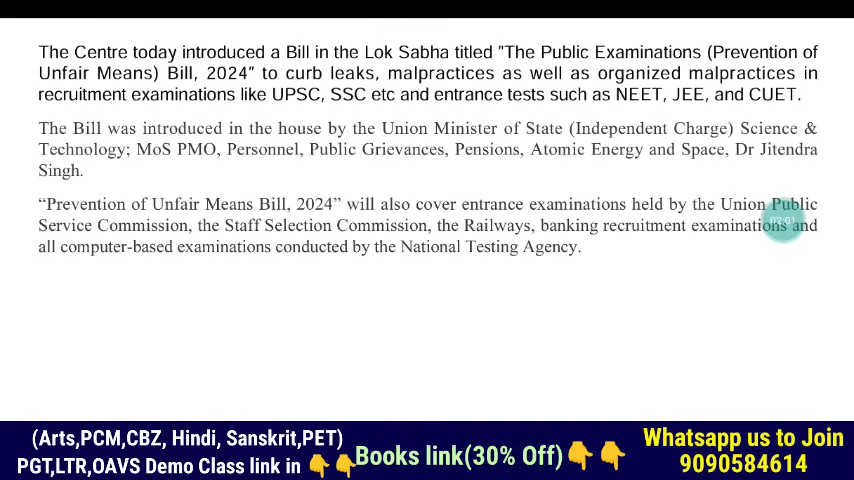 The Centre today introduced a Bill in the Lok Sabha titled "The Public Examinations (Prevention of
Unfair Means) Bill, 2024" to curb leaks, malpractices as well as organized malpractices in
recruitment examinations like UPSC, SSC etc and entrance tests such as NEET, JEE, and CUET.
The Bill was introduced in the house by the Union Minister of State (Independent Charge) Science &
Technology; MoS PMO, Personnel, Public Grievances, Pensions, Atomic Energy and Space, Dr Jitendra
Singh.
“Prevention of Unfair Means Bill, 2024” will also cover entrance examinations held by the Union Public
Service Commission, the Staff Selection Commission, the Railways, banking recruitment examinations and
all computer-based examinations conducted by the National Testing Agency.
02:01
(Arts,PCM,CBZ, Hindi, Sanskrit,PET)
PGT,LTR,OAVS Demo Class link in
Books link(30% Off)
Whatsapp us to Join
9090584614